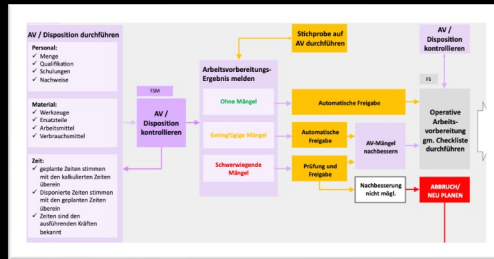 AV / Disposition durchführen
Personal:
✓ Menge
✓ Qualifikation
✓ Schulungen
✓ Nachweise
Material:
✓ Werkzeuge
✓ Ersatzteile
✓ Arbeitsmittel
✓ Verbrauchsmittel
Zeit:
✓ geplante Zeiten stimmen
mit den kalkulierten Zeiten
überein
✓ Disponierte Zeiten stimmen
mit den geplanten Zeiten
überein
✓ Zeiten sind den
ausführenden Kräften
bekannt
FSM
AV /
Disposition
kontrollieren
Arbeitsvorbereitungs-
Ergebnis melden
Ohne Mängel
Geringfügige Mängel
Schwerwiegende
Mängel
Stichprobe auf
AV durchführen
Automatische Freigabe
Automatische
Freigabe
Prüfung und
Freigabe
AV-Mängel
nachbessern
Nachbesserung
nicht mögl.
AV /
Disposition
kontrollieren
FS
Operative
Arbeits-
vorbereitung
gm. Checkliste
durchführen
ABBRUCH/
NEU PLANEN